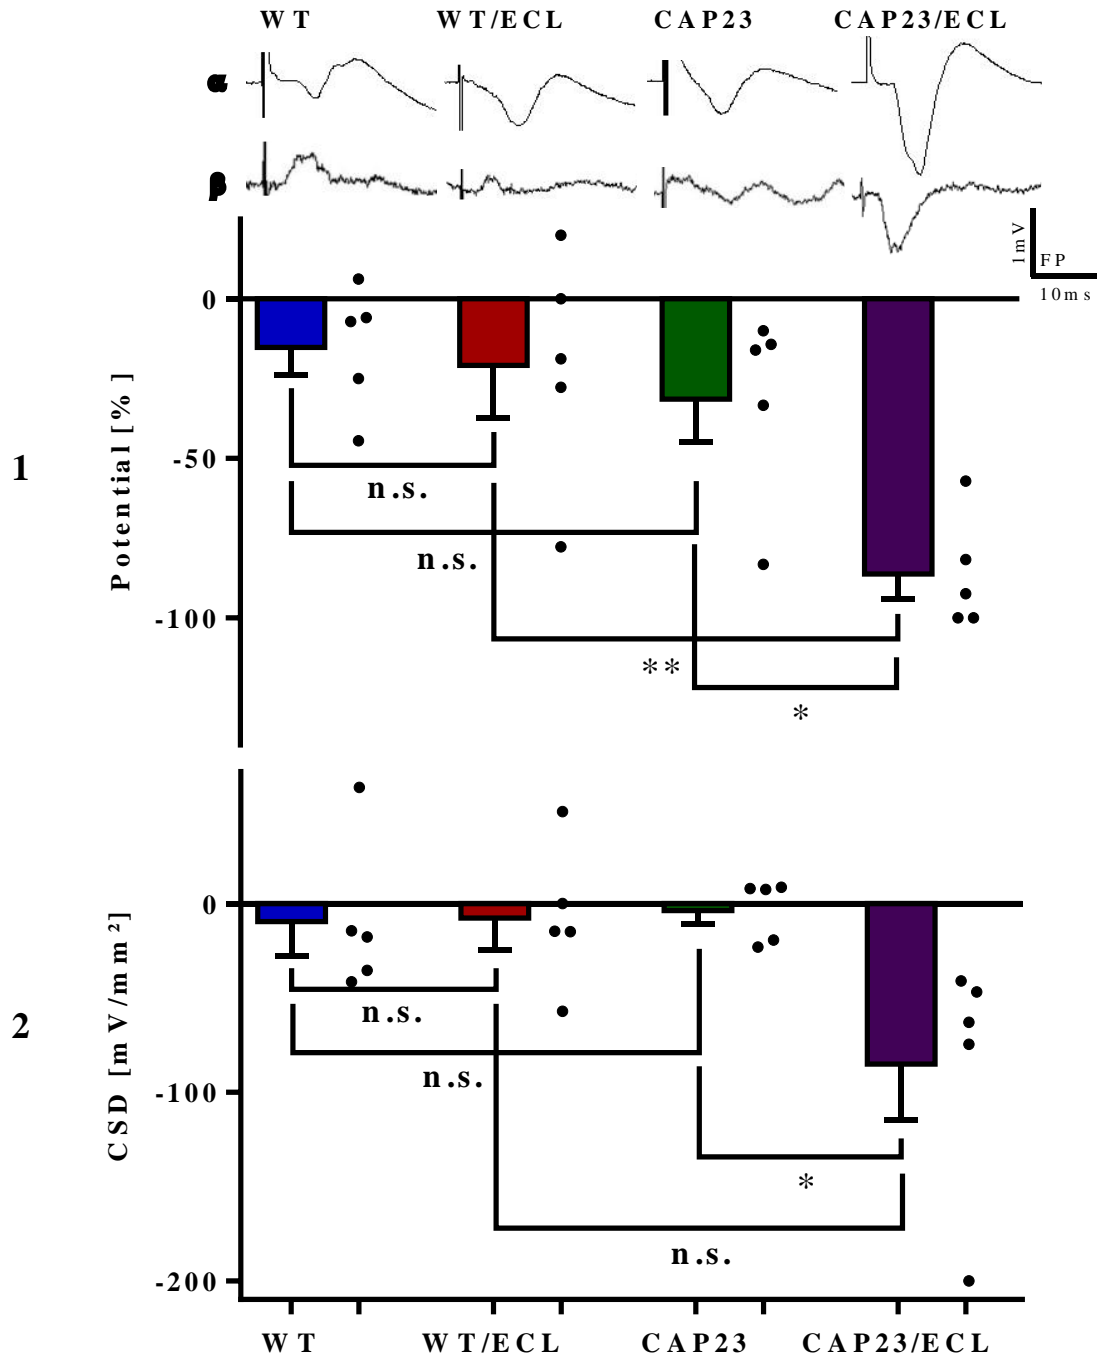 WT WT/ECL CAP23 CAP23/ECL
α
β
1mV
FP
10ms
0
-50
-100
Potential [%]
1
n.s.
n.s.
**
*
0
-100
-200
CSD [mV/mm²]
2
n.s.
n.s.
*
n.s.
WT WT/ECL CAP23 CAP23/ECL